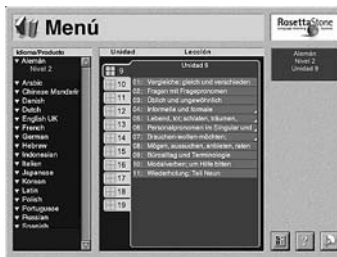 Menú
RosettaStone
Idioma/Producto
Unidad
Lección
Alemán
Nivel 2
Arabic
Chinese Mandarin
Danish
Dutch
English UK
French
German
Hebrew
Indonesian
Italian
Japanese
Korean
Latin
Polish
Portuguese
Russian
Spanish
9
10
11
12
13
14
15
16
17
18
19
Unidad 9
01: Vergleiche: gleich und verschieden
02: Fragen mit Fragepronomen
03: Üblich und ungewöhnlich
04: Informelle und formale
05: Lebend, tot; schlafen, träumen,
06: Personalpronomen im Singular und
07: Brauchen-wollen-möchten;
08: Mögen, aussuchen, anbieten, raten
09: Büroalltag und Terminologie
10: Modalverben; um Hilfe bitten
11: Wiederholung: Teil Neun
Alemán
Nivel 2
Unidad 9
?